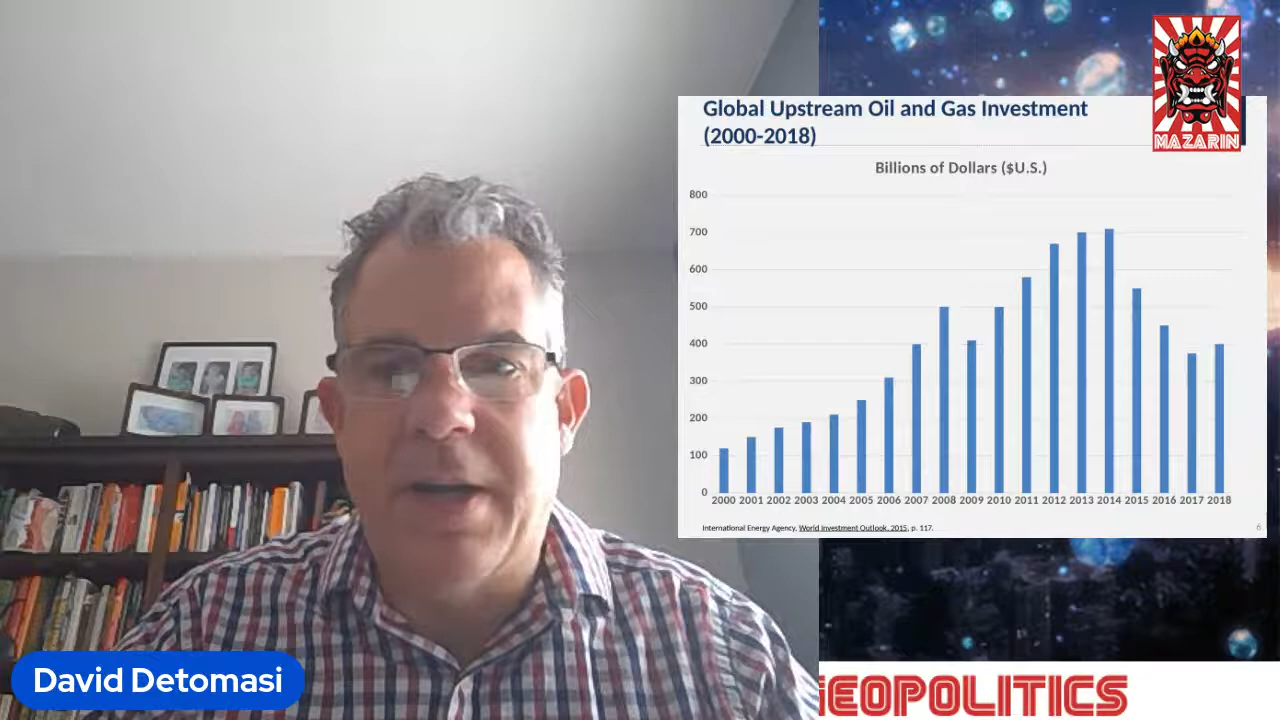 Global Upstream Oil and Gas Investment
(2000-2018)
MAZARIN
Billions of Dollars ($U.S.)
800
700
600
500
400
300
200
100
0
2000 2001 2002 2003 2004 2005 2006 2007 2008 2009 2010 2011 2012 2013 2014 2015 2016 2017 2018
International Energy Agency, World Investment Outlook, 2015, p. 117.
6
David Detomasi
GEOPOLITICS